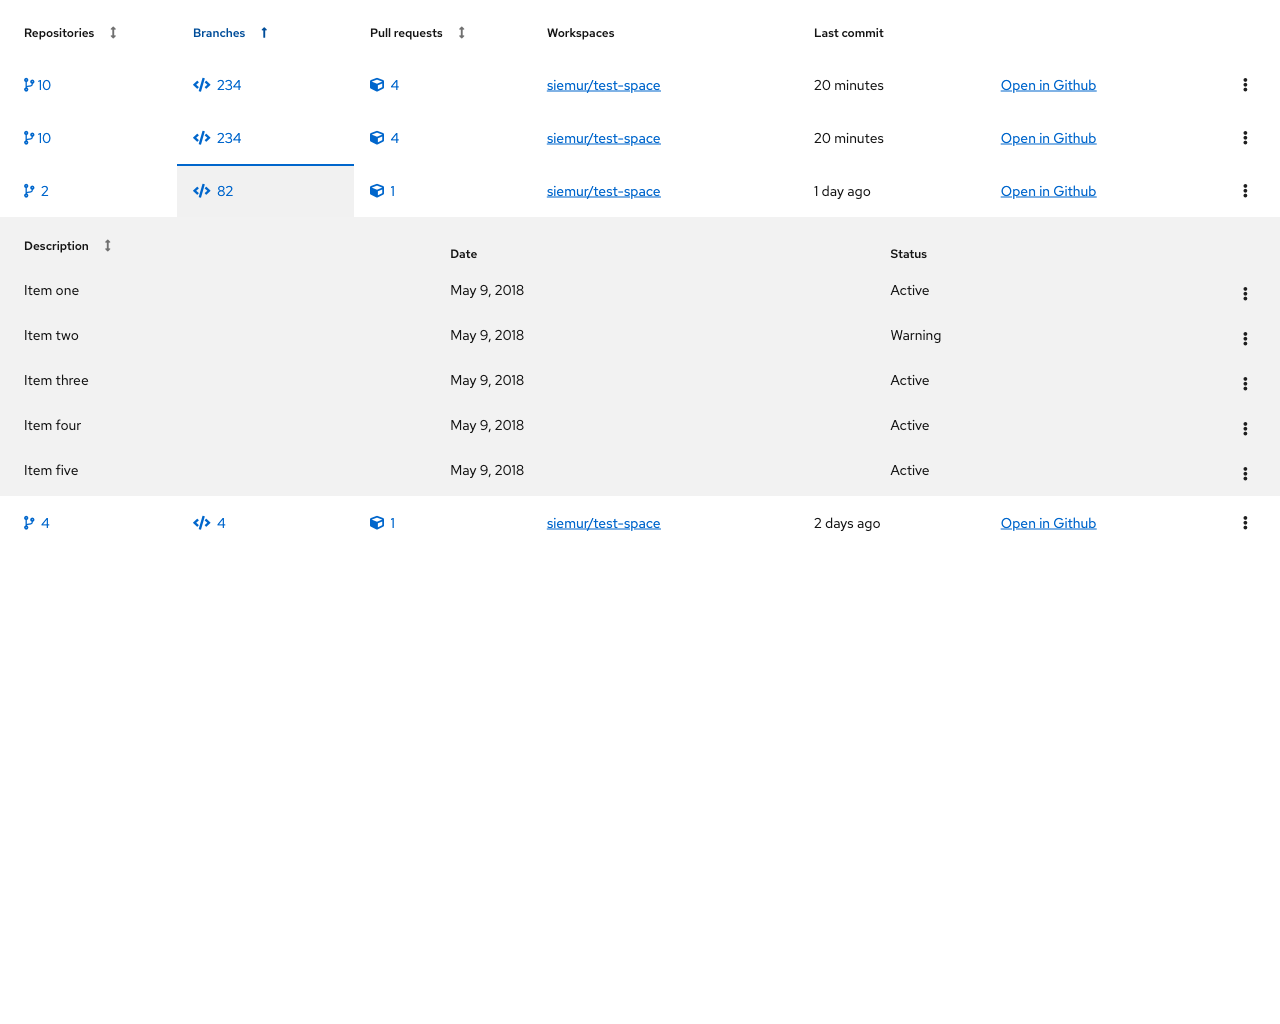 Repositories Branches Pull requests Workspaces Last commit
10 234 4 siemur/test-space 20 minutes Open in Github
10 234 4 siemur/test-space 20 minutes Open in Github
2 82 1 siemur/test-space 1 day ago Open in Github
Description Date Status
Item one May 9, 2018 Active
Item two May 9, 2018 Warning
Item three May 9, 2018 Active
Item four May 9, 2018 Active
Item five May 9, 2018 Active
4 4 1 siemur/test-space 2 days ago Open in Github